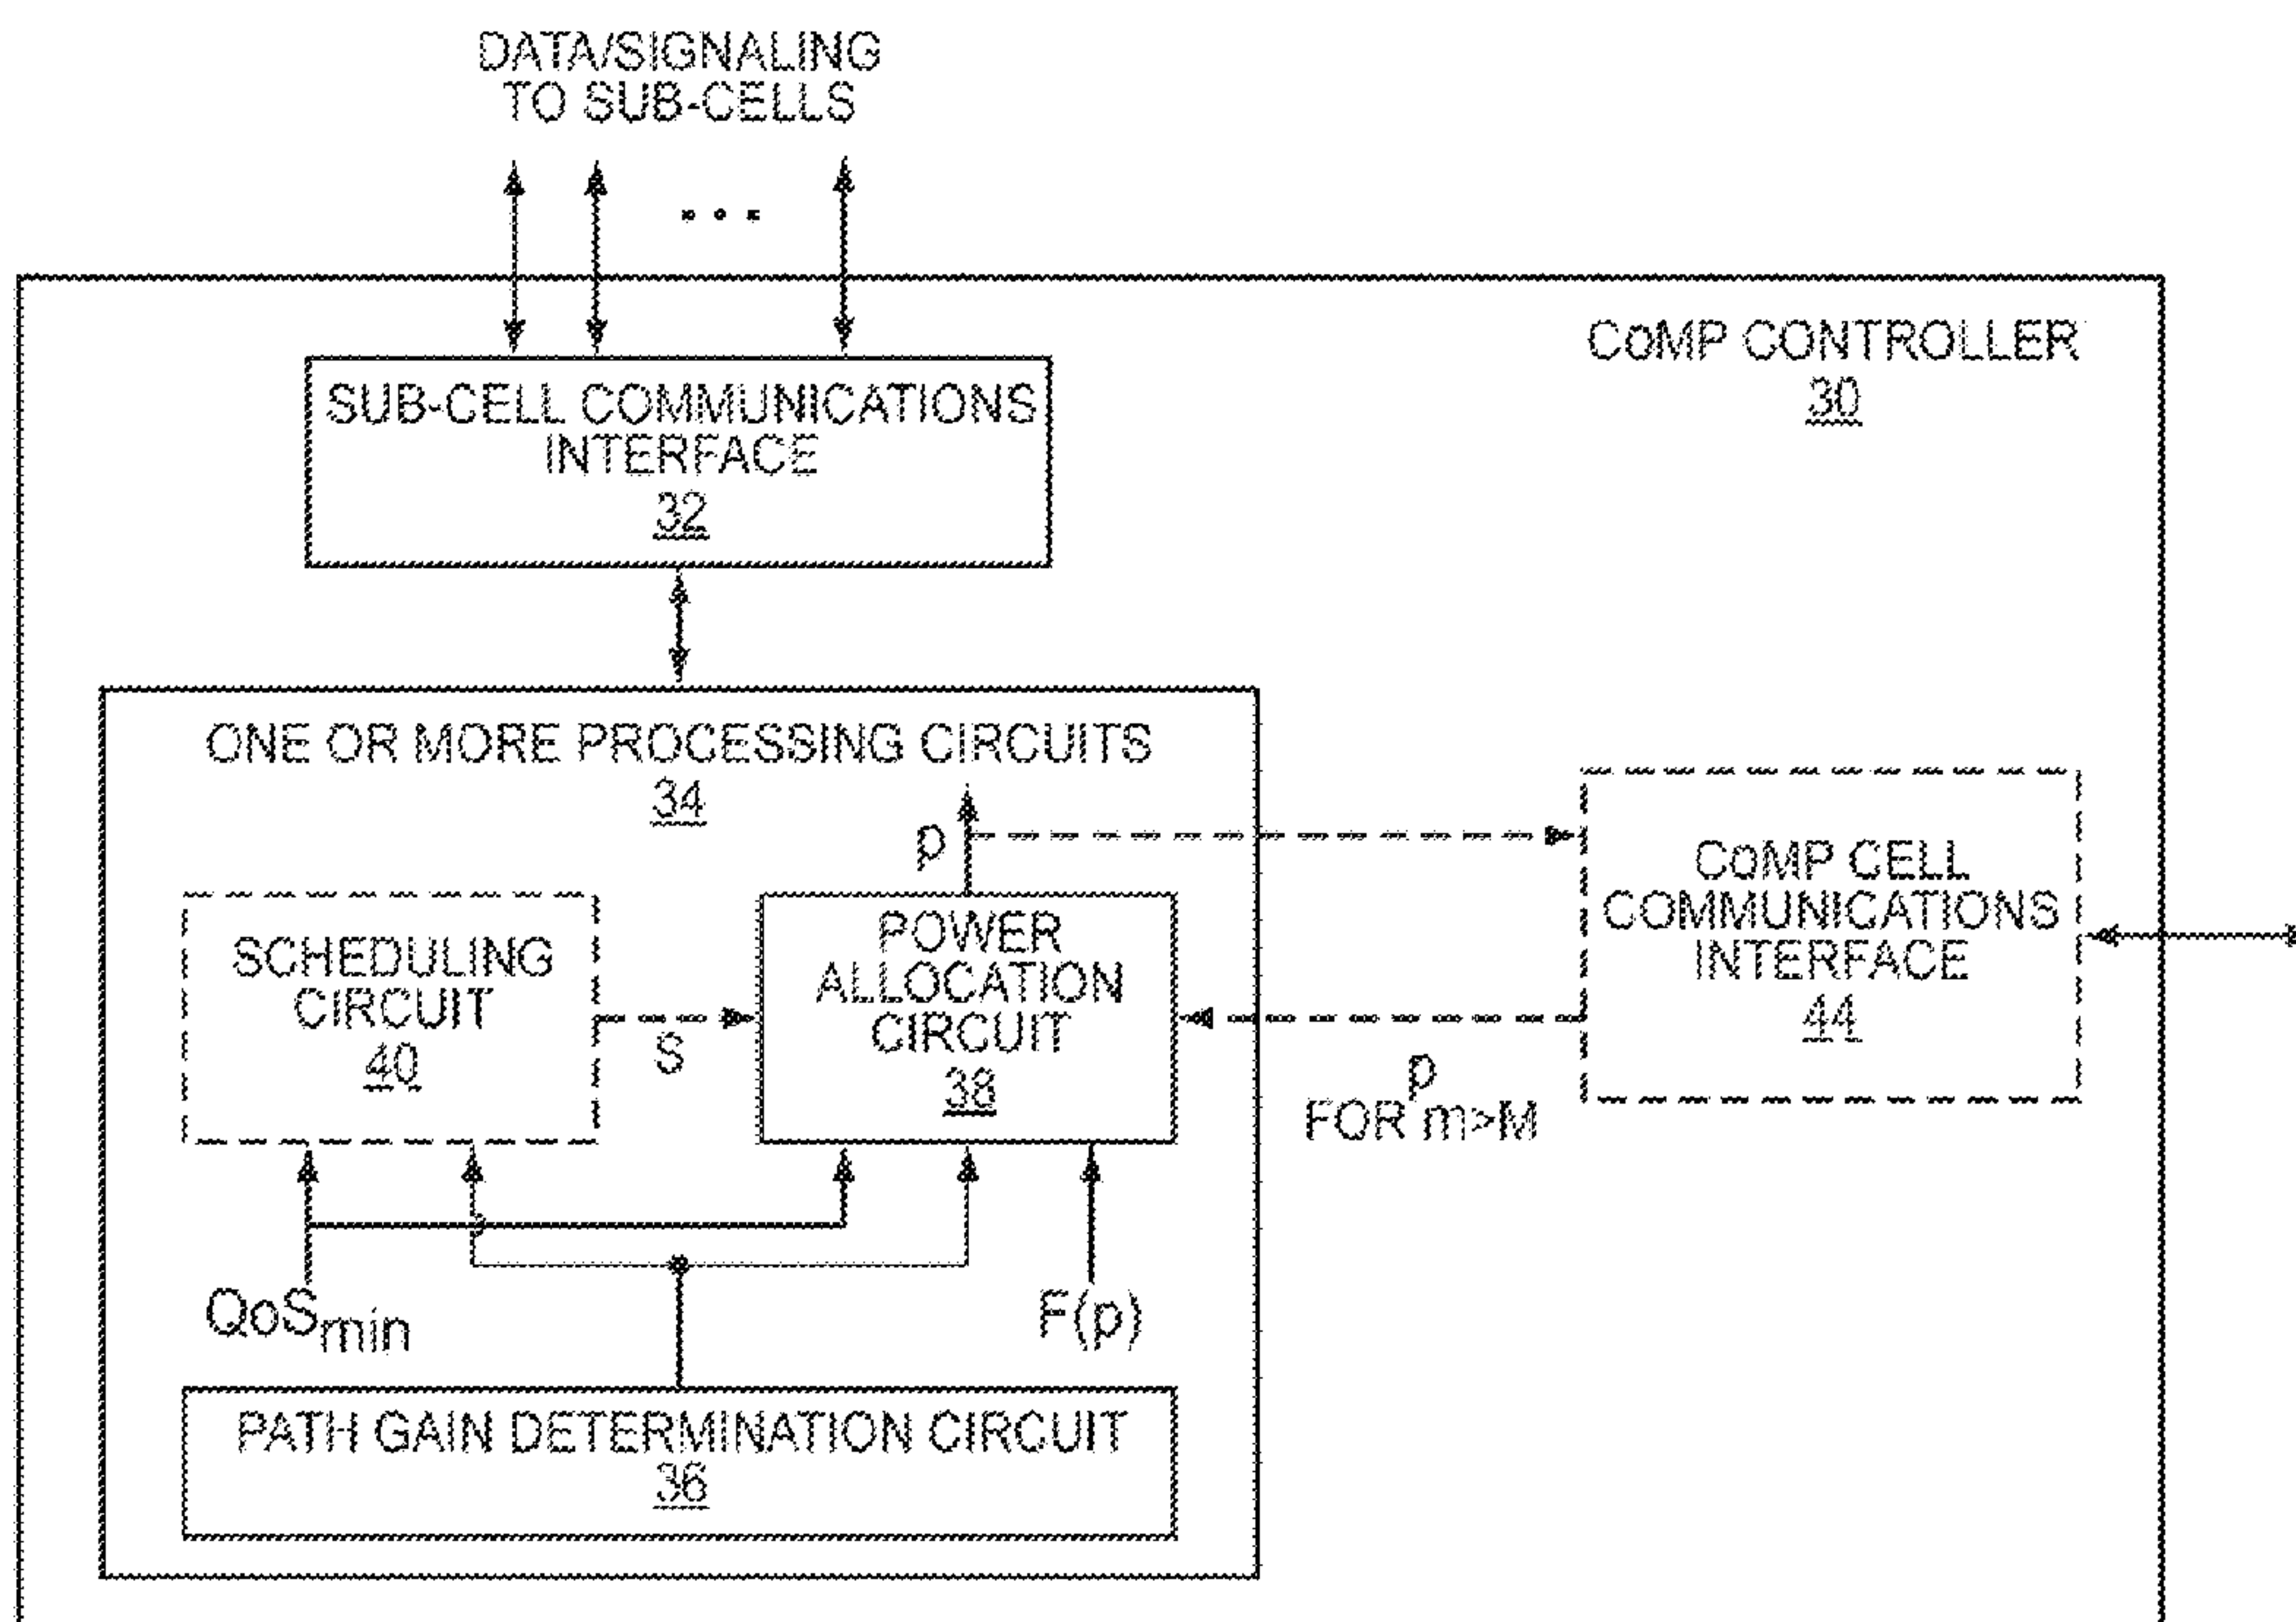 DATA/SIGNALING
TO SUB-CELLS
CoMP CONTROLLER
30
SUB-CELL COMMUNICATIONS
INTERFACE
32
ONE OR MORE PROCESSING CIRCUITS
34
p
SCHEDULING
CIRCUIT
40
S
POWER
ALLOCATION
CIRCUIT
38
CoMP CELL
COMMUNICATIONS
INTERFACE
44
p
FOR m>M
QoSmin
F(p)
PATH GAIN DETERMINATION CIRCUIT
36